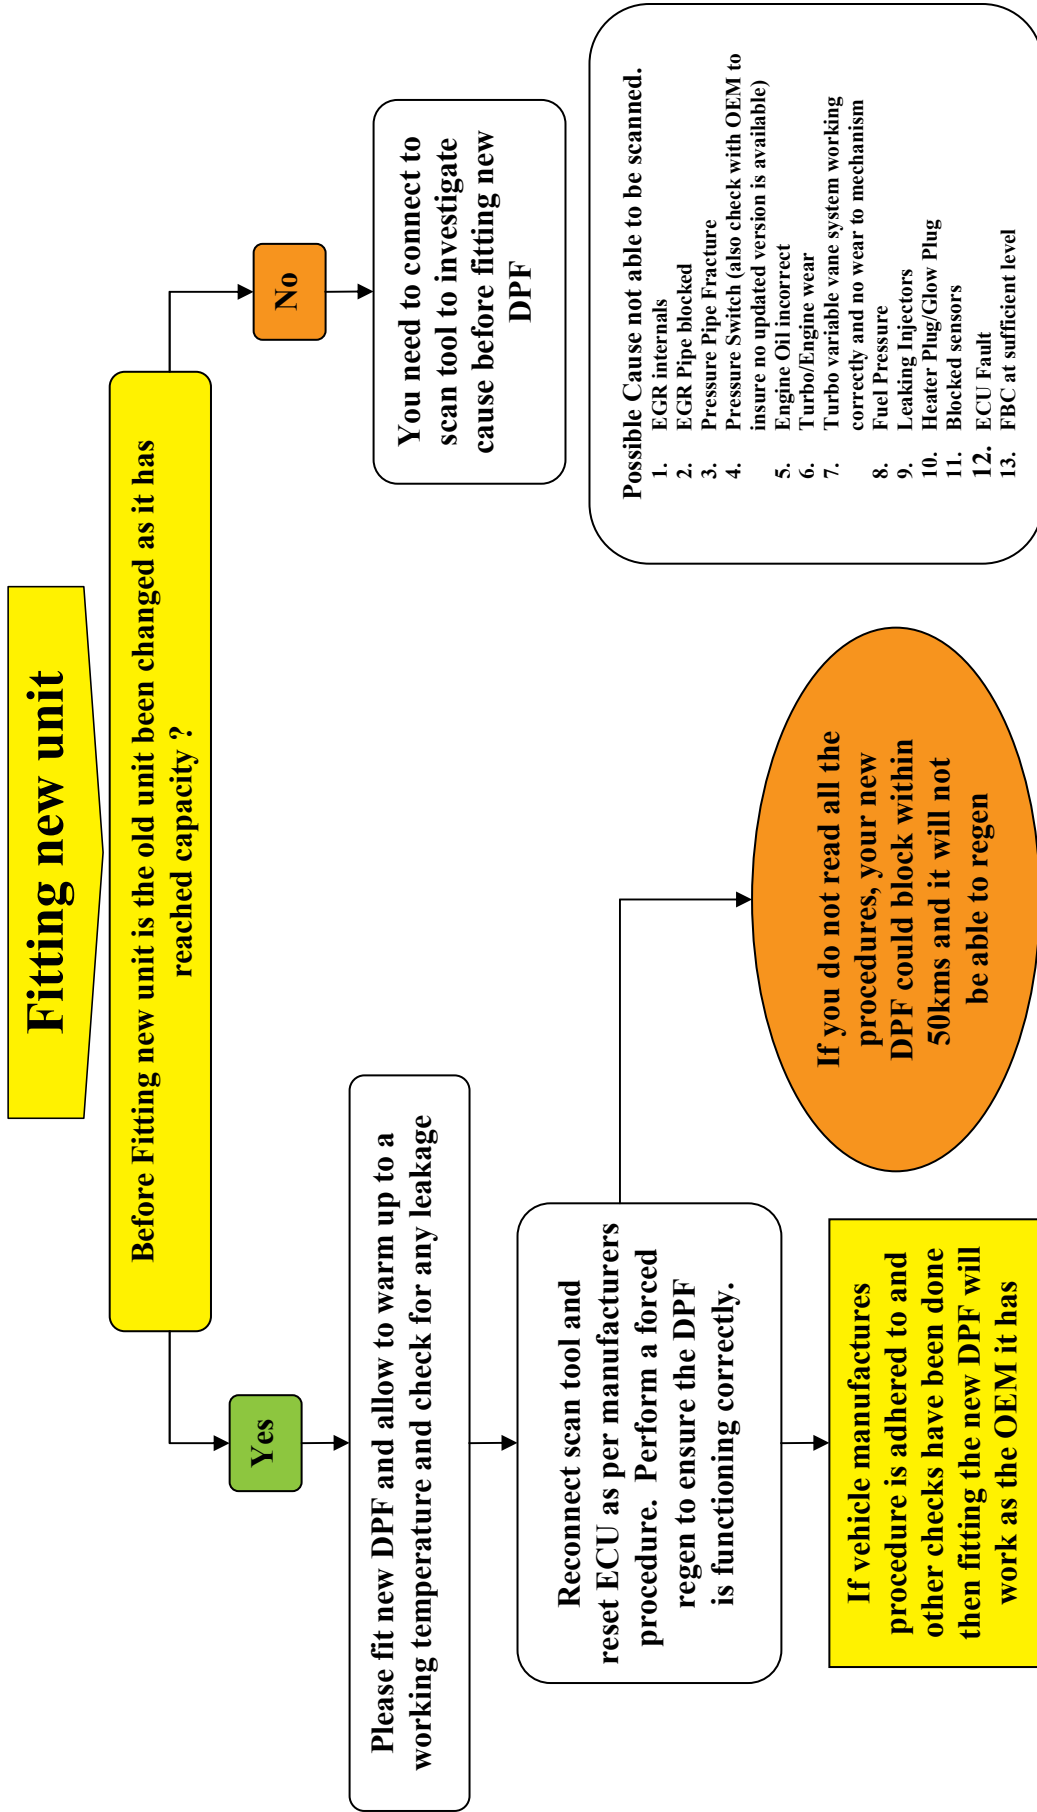 Fitting new unit
Before Fitting new unit is the old unit been changed as it has
reached capacity ?
Yes
No
Please fit new DPF and allow to warm up to a
working temperature and check for any leakage
You need to connect to
scan tool to investigate
cause before fitting new
DPF
Reconnect scan tool and
reset ECU as per manufacturers
procedure. Perform a forced
regen to ensure the DPF
is functioning correctly.
If vehicle manufactures
procedure is adhered to and
other checks have been done
then fitting the new DPF will
work as the OEM it has
If you do not read all the
procedures, your new
DPF could block within
50kms and it will not
be able to regen
Possible Cause not able to be scanned.
1. EGR internals
2. EGR Pipe blocked
3. Pressure Pipe Fracture
4. Pressure Switch (also check with OEM to
insure no updated version is available)
5. Engine Oil incorrect
6. Turbo/Engine wear
7. Turbo variable vane system working
correctly and no wear to mechanism
8. Fuel Pressure
9. Leaking Injectors
10. Heater Plug/Glow Plug
11. Blocked sensors
12. ECU Fault
13. FBC at sufficient level